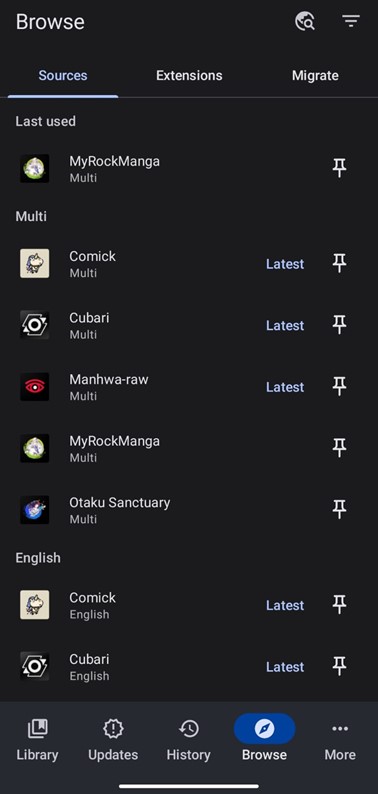 Browse
Sources Extensions Migrate
Last used
MyRockManga
Multi
Multi
Comick
Multi
Latest
Cubari
Multi
Latest
Manhwa-raw
Multi
Latest
MyRockManga
Multi
Otaku Sanctuary
Multi
English
Comick
English
Latest
Cubari
English
Latest
Library Updates History Browse More